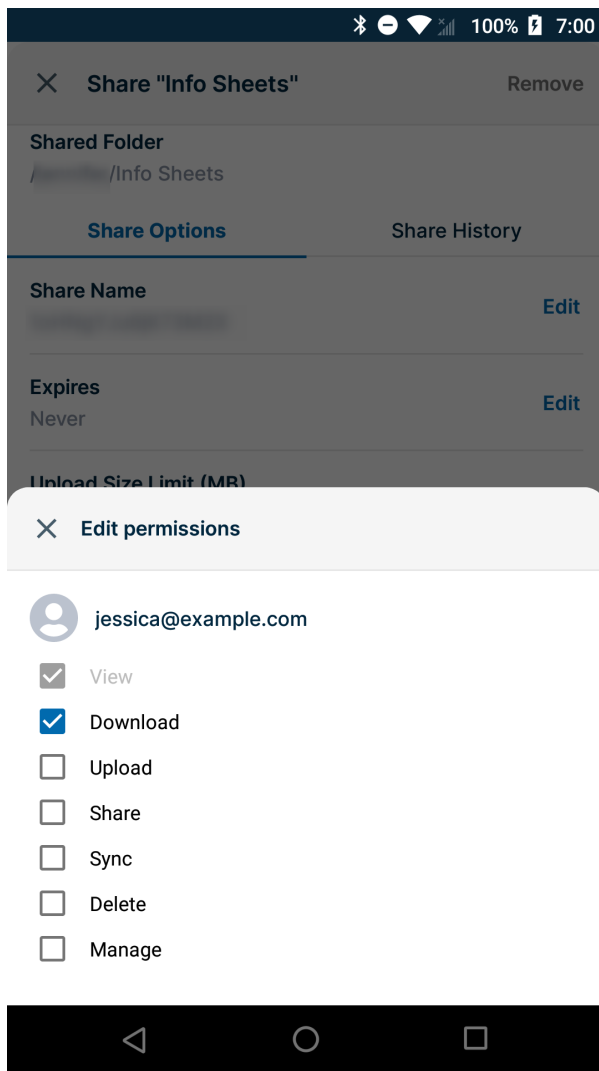 100% 7:00
Share "Info Sheets" Remove
Shared Folder
/Info Sheets
Share Options Share History
Share Name
Edit
Expires
Never
Edit
Upload Size Limit (MB)
Edit permissions
jessica@example.com
View
Download
Upload
Share
Sync
Delete
Manage